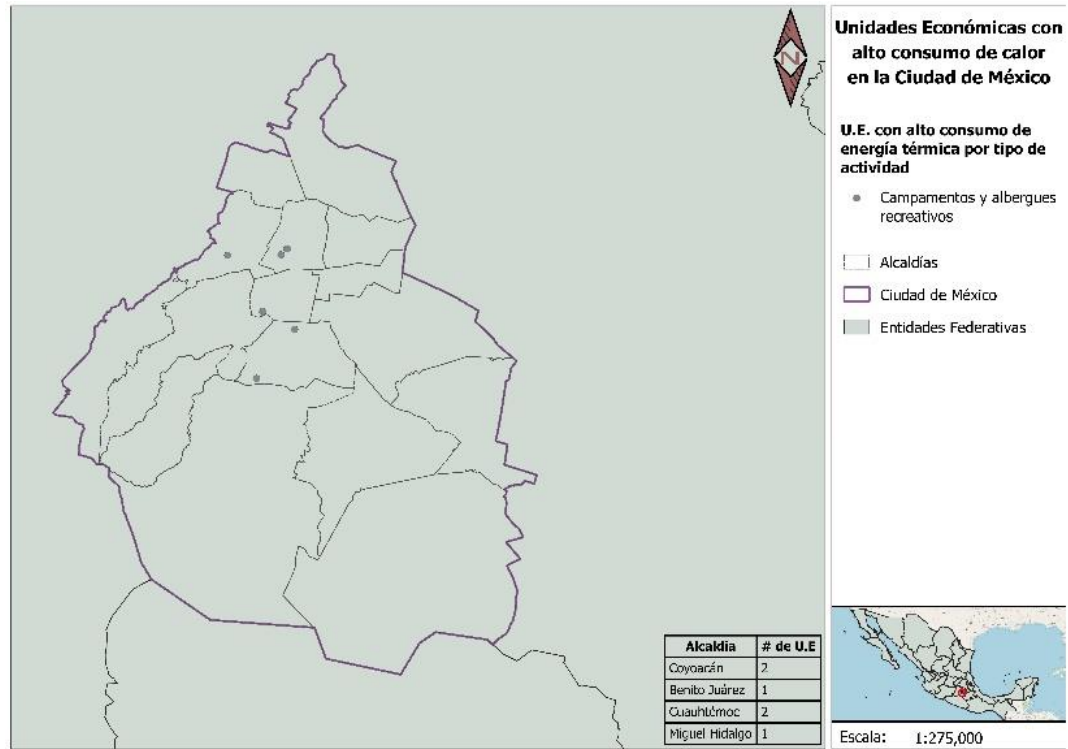 Unidades Económicas con
alto consumo de calor
en la Ciudad de México
U.E. con alto consumo de
energía térmica por tipo de
actividad
Campamentos y albergues
recreativos
Alcaldías
Ciudad de México
Entidades Federativas
N
Alcaldia # de U.E
Coyoacán 2
Benito Juárez 1
Cuauhtémoc 2
Miguel Hidalgo 1
Escala: 1:275,000